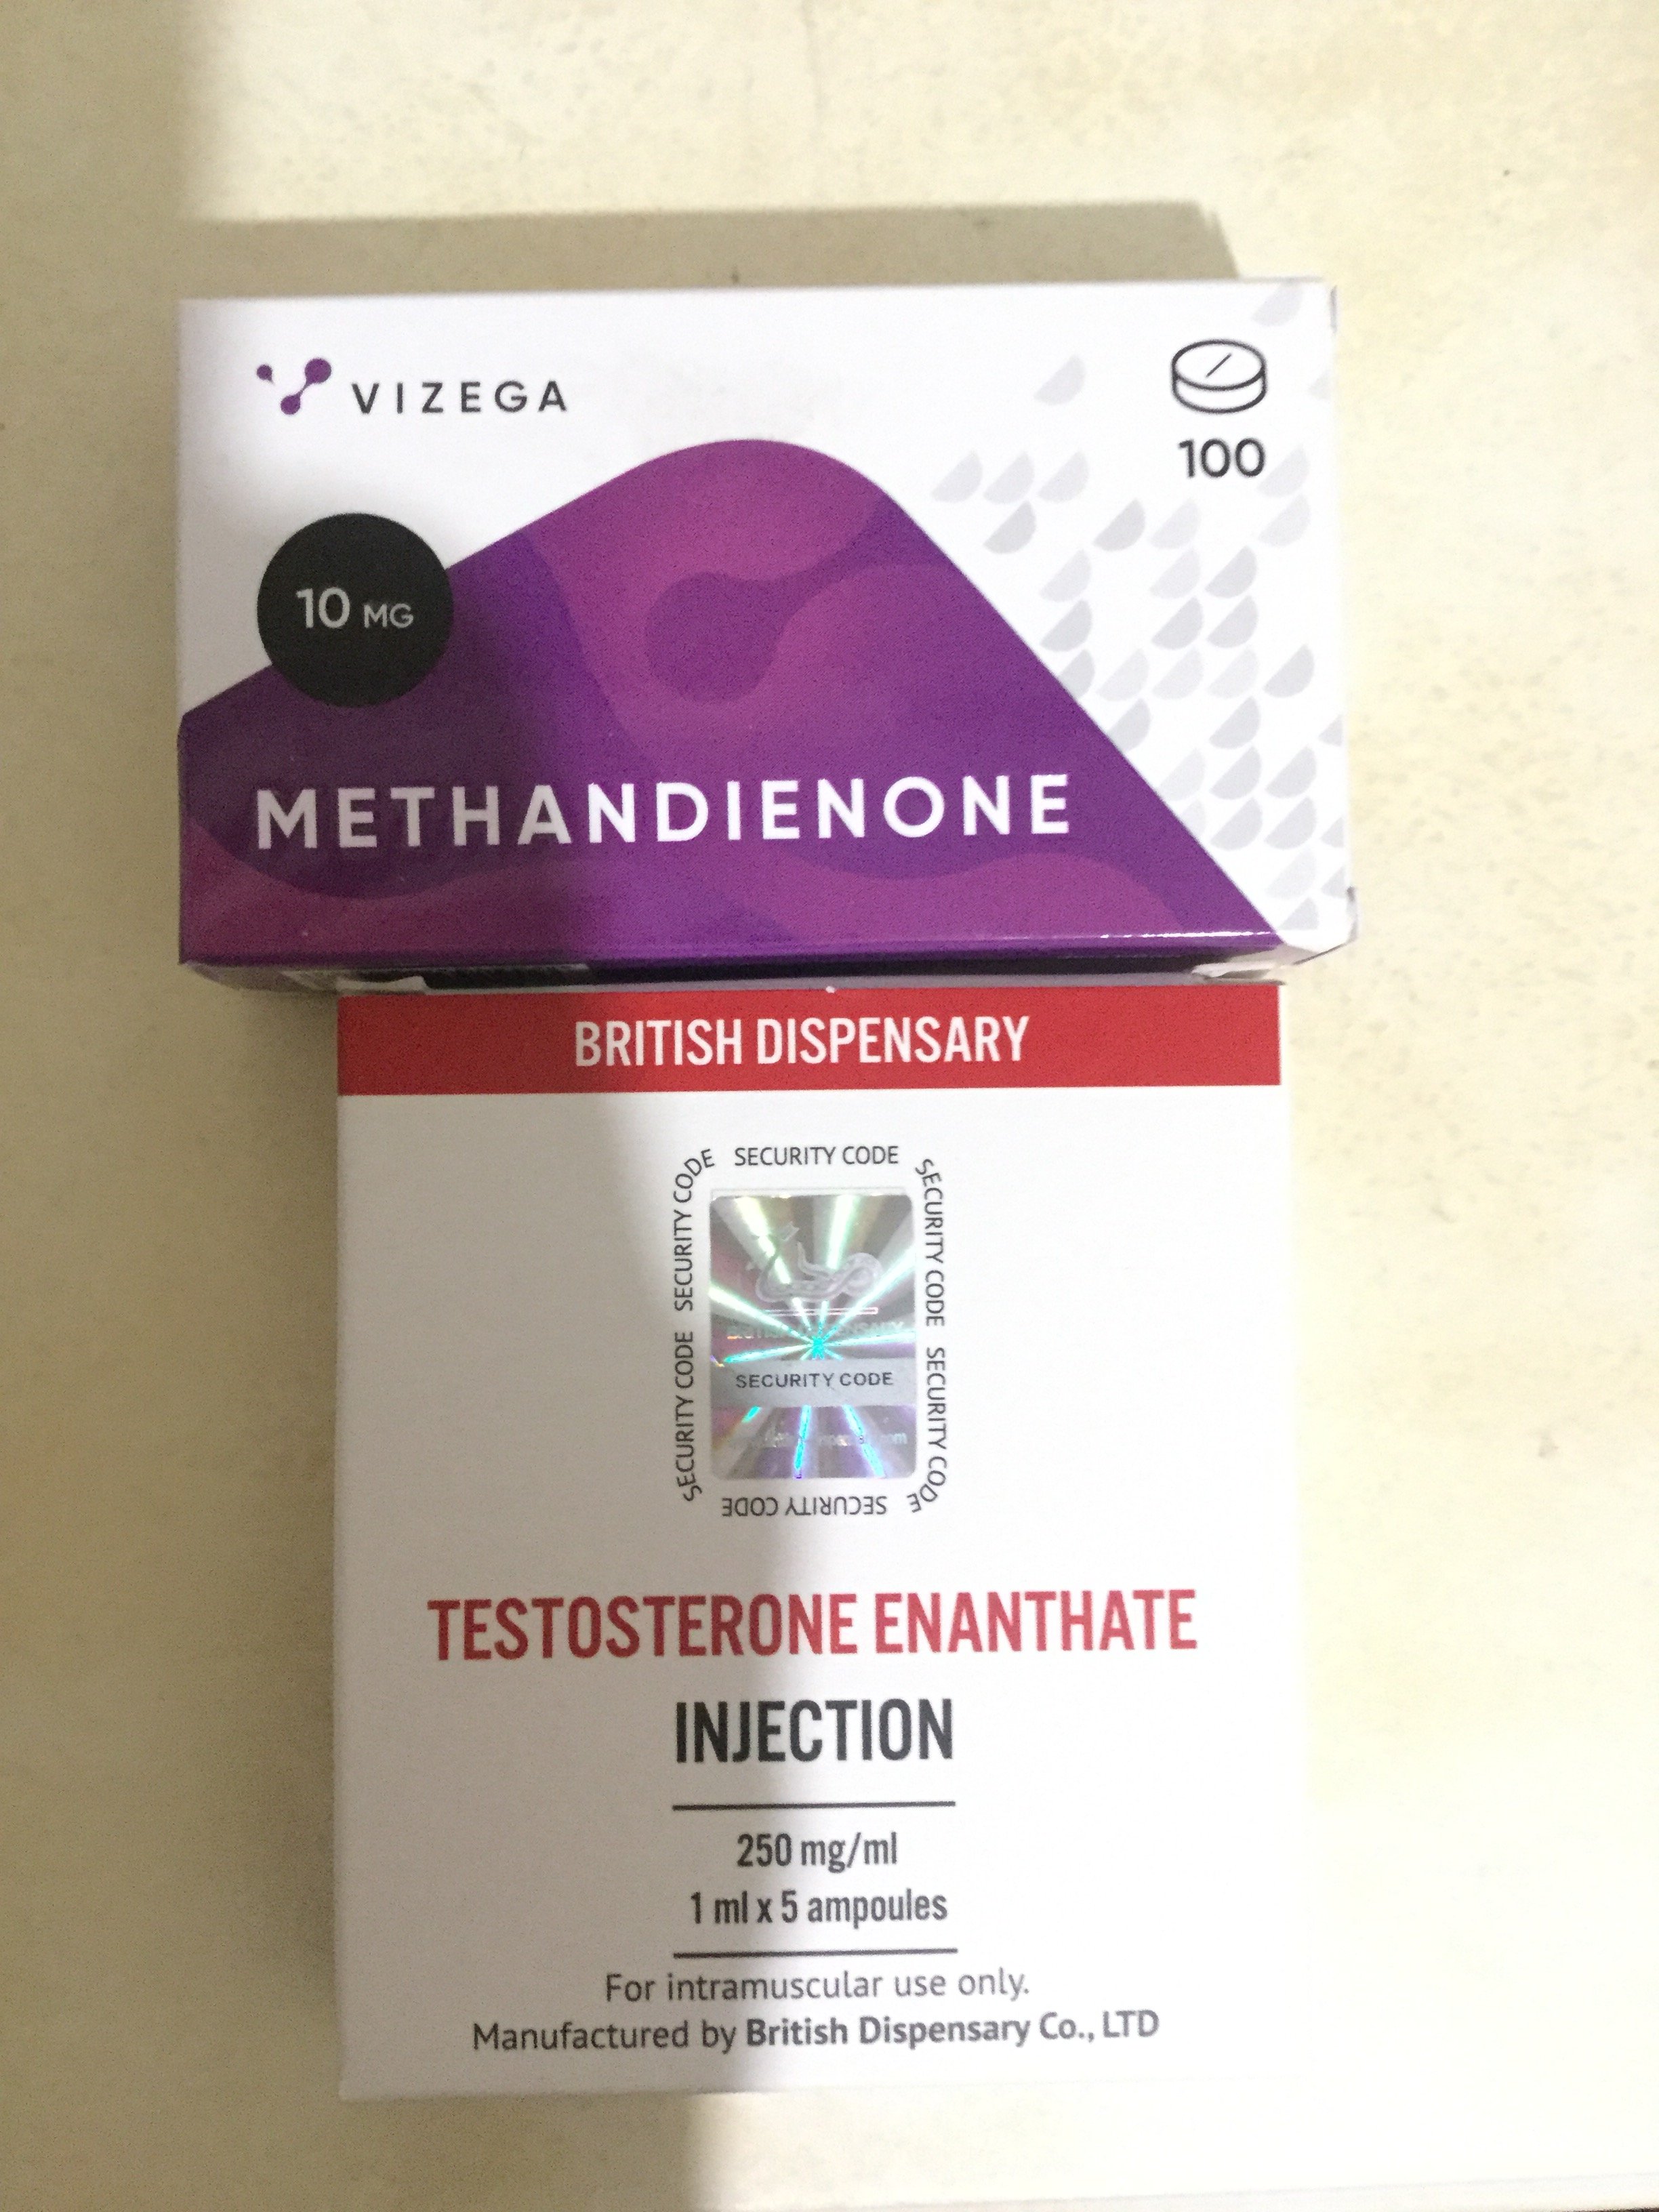 VIZEGA
100
10 MG
METHANDIENONE
BRITISH DISPENSARY
SECURITY CODE
SECURITY CODE
SECURITY CODE
SECURITY CODE
SECURITY CODE
SECURITY CODE
SECURITY CODE
SECURITY CODE
TESTOSTERONE ENANTHATE
INJECTION
250 mg/ml
1 ml x 5 ampoules
For intramuscular use only.
Manufactured by British Dispensary Co., LTD